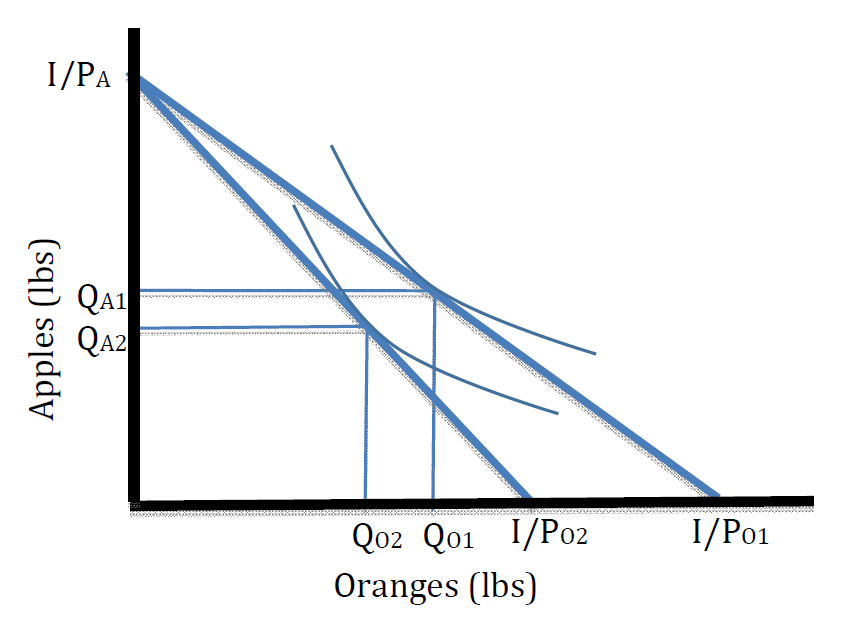 I/PA
Apples (lbs)
QA1
QA2
QO2
QO1
I/PO2
I/PO1
Oranges (lbs)